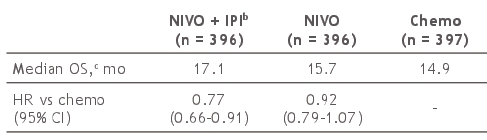 NIVO + IPIᵇ NIVO Chemo
(n = 396) (n = 396) (n = 397)
Median OS,ᶜ mo 17.1 15.7 14.9
HR vs chemo 0.77 0.92 -
(95% CI) (0.66-0.91) (0.79-1.07)